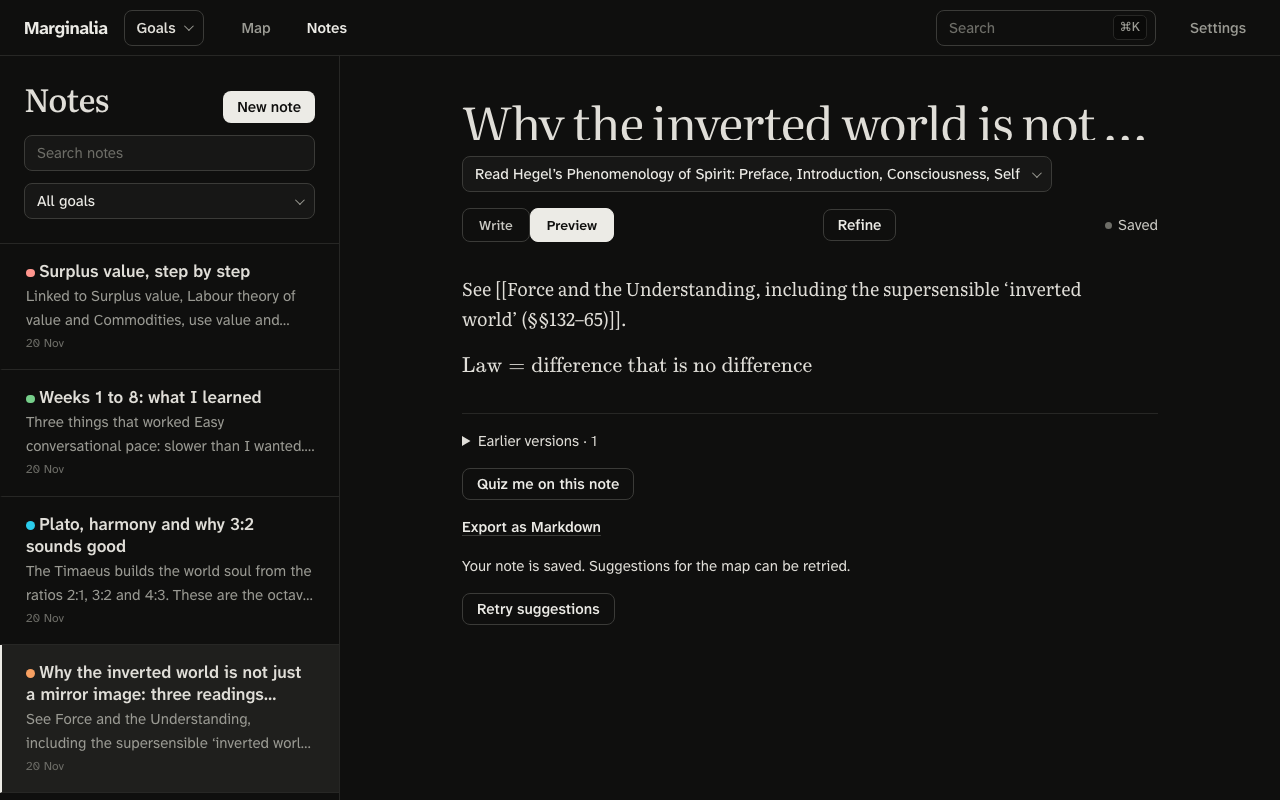 Marginalia
Goals
Map
Notes
Search
⌘K
Settings
Notes
New note
Search notes
All goals
Surplus value, step by step
Linked to Surplus value, Labour theory of
value and Commodities, use value and…
20 Nov
Weeks 1 to 8: what I learned
Three things that worked Easy
conversational pace: slower than I wanted.…
20 Nov
Plato, harmony and why 3:2
sounds good
The Timaeus builds the world soul from the
ratios 2:1, 3:2 and 4:3. These are the octav…
20 Nov
Why the inverted world is not just
a mirror image: three readings…
See Force and the Understanding,
including the supersensible ‘inverted worl…
20 Nov
Why the inverted world is not …
Read Hegel’s Phenomenology of Spirit: Preface, Introduction, Consciousness, Self
Write
Preview
Refine
Saved
See [[Force and the Understanding, including the supersensible ‘inverted
world’ (§§132–65)]].
Law = difference that is no difference
Earlier versions · 1
Quiz me on this note
Export as Markdown
Your note is saved. Suggestions for the map can be retried.
Retry suggestions